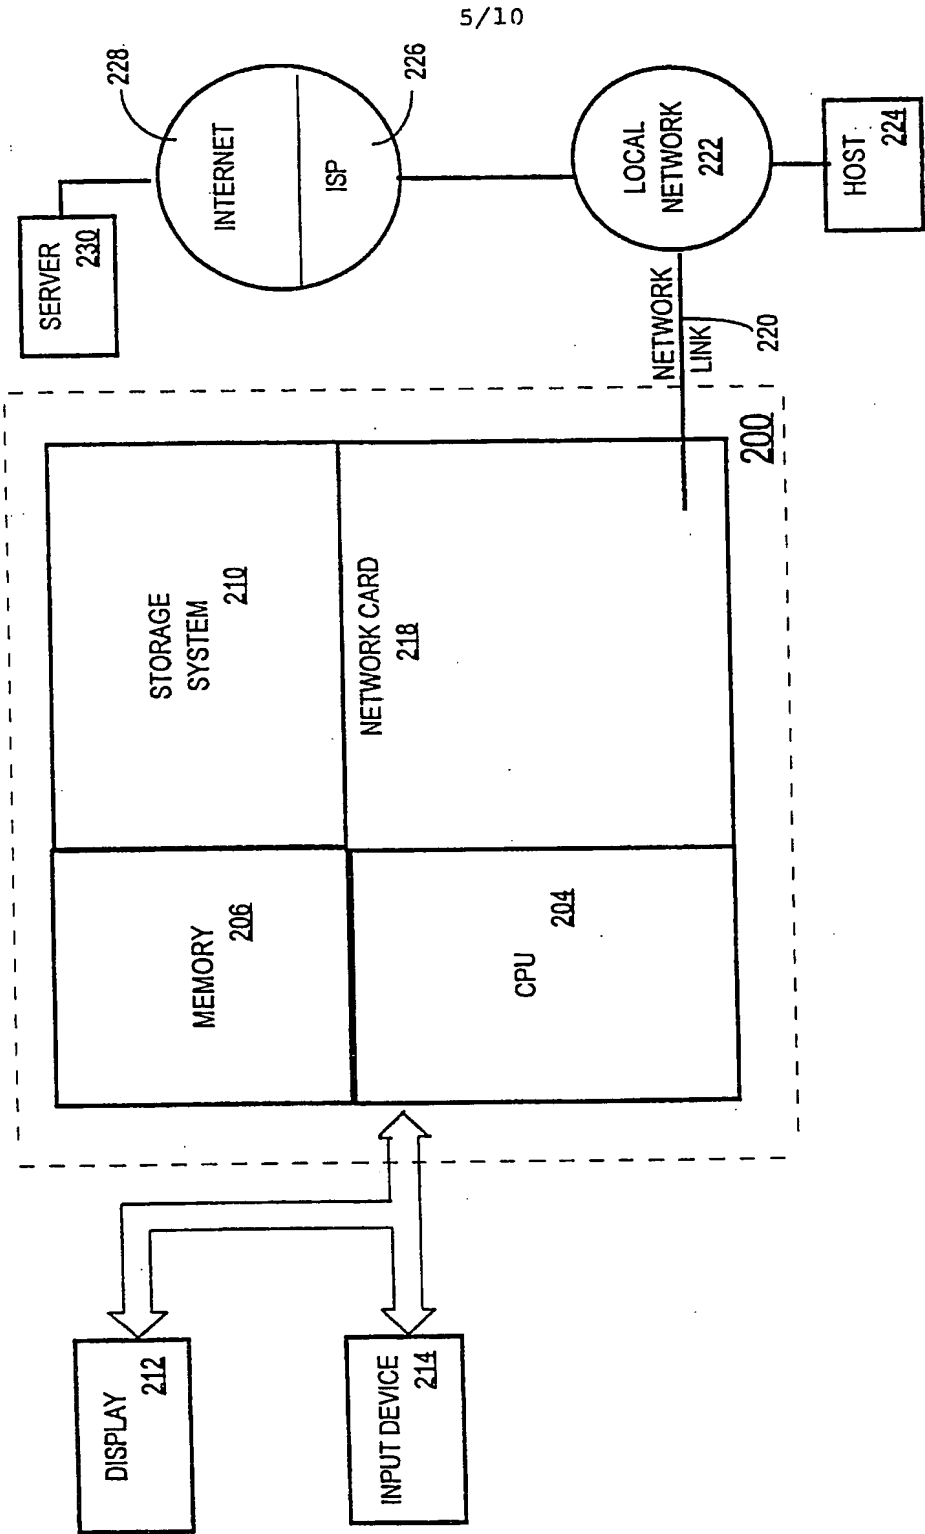 5/10
DISPLAY
212
INPUT DEVICE
214
MEMORY
206
CPU
204
STORAGE
SYSTEM
210
NETWORK CARD
218
200
NETWORK
LINK
220
SERVER
230
INTERNET
228
ISP
226
LOCAL
NETWORK
222
HOST
224